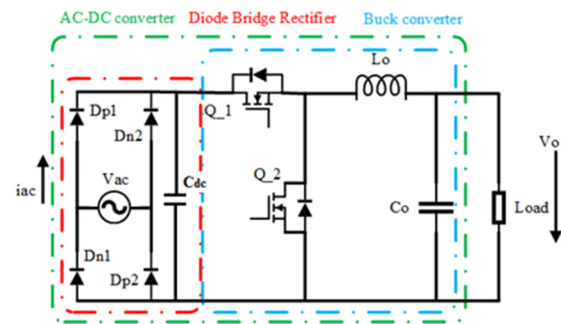 AC-DC converter Diode Bridge Rectifier Buck converter
Lo
Dp1
Q_1
Dn2
Vo
Vac
Cdc
Q_2
iac
Co
Load
Dn1
Dp2